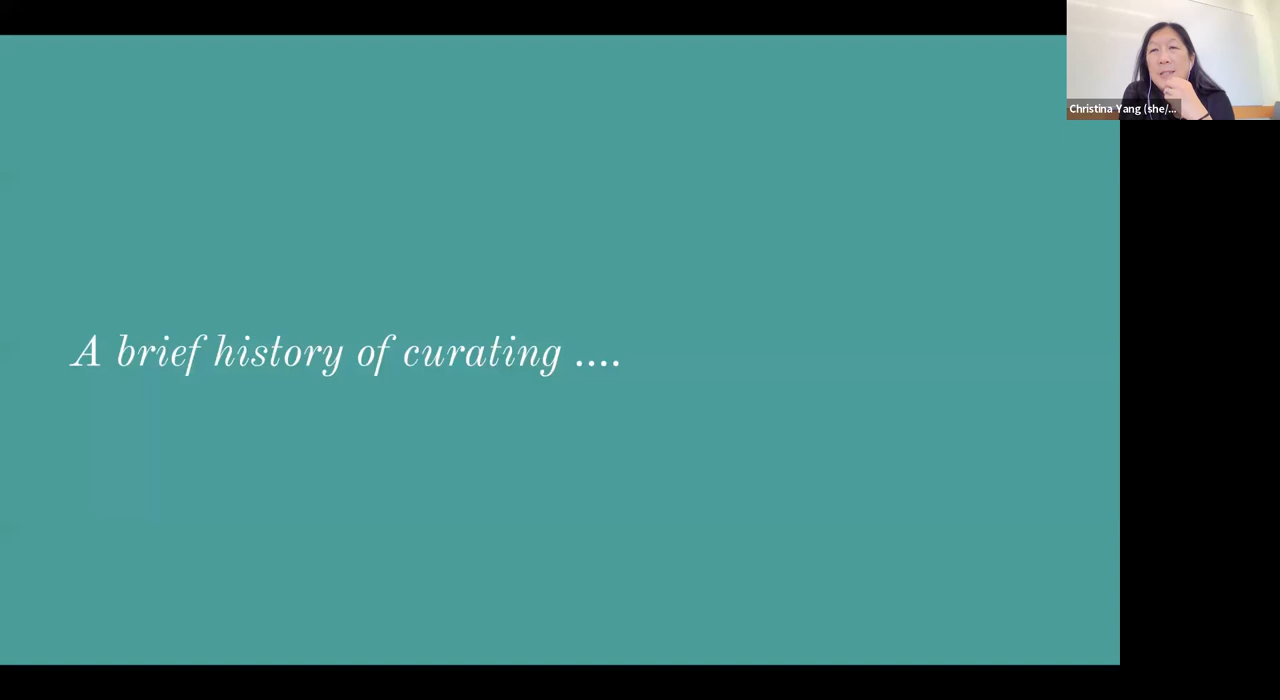 A brief history of curating ....
Christina Yang (she/...